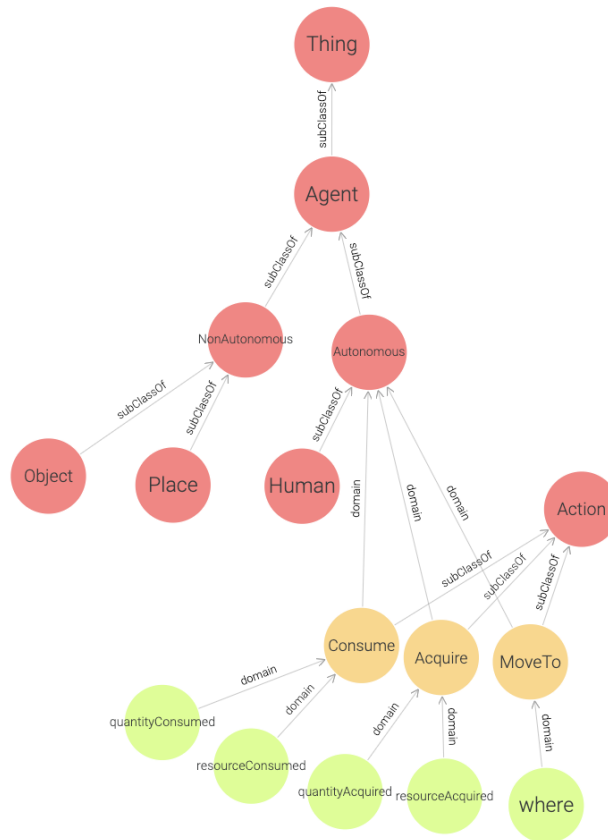 Thing
subClassOf
Agent
subClassOf
subClassOf
NonAutonomous
Autonomous
subClassOf
subClassOf
subClassOf
Object
Place
Human
domain
domain
domain
Action
subClassOf
subClassOf
subClassOf
Consume
Acquire
MoveTo
domain
domain
domain
domain
domain
quantityConsumed
resourceConsumed
quantityAcquired
resourceAcquired
where